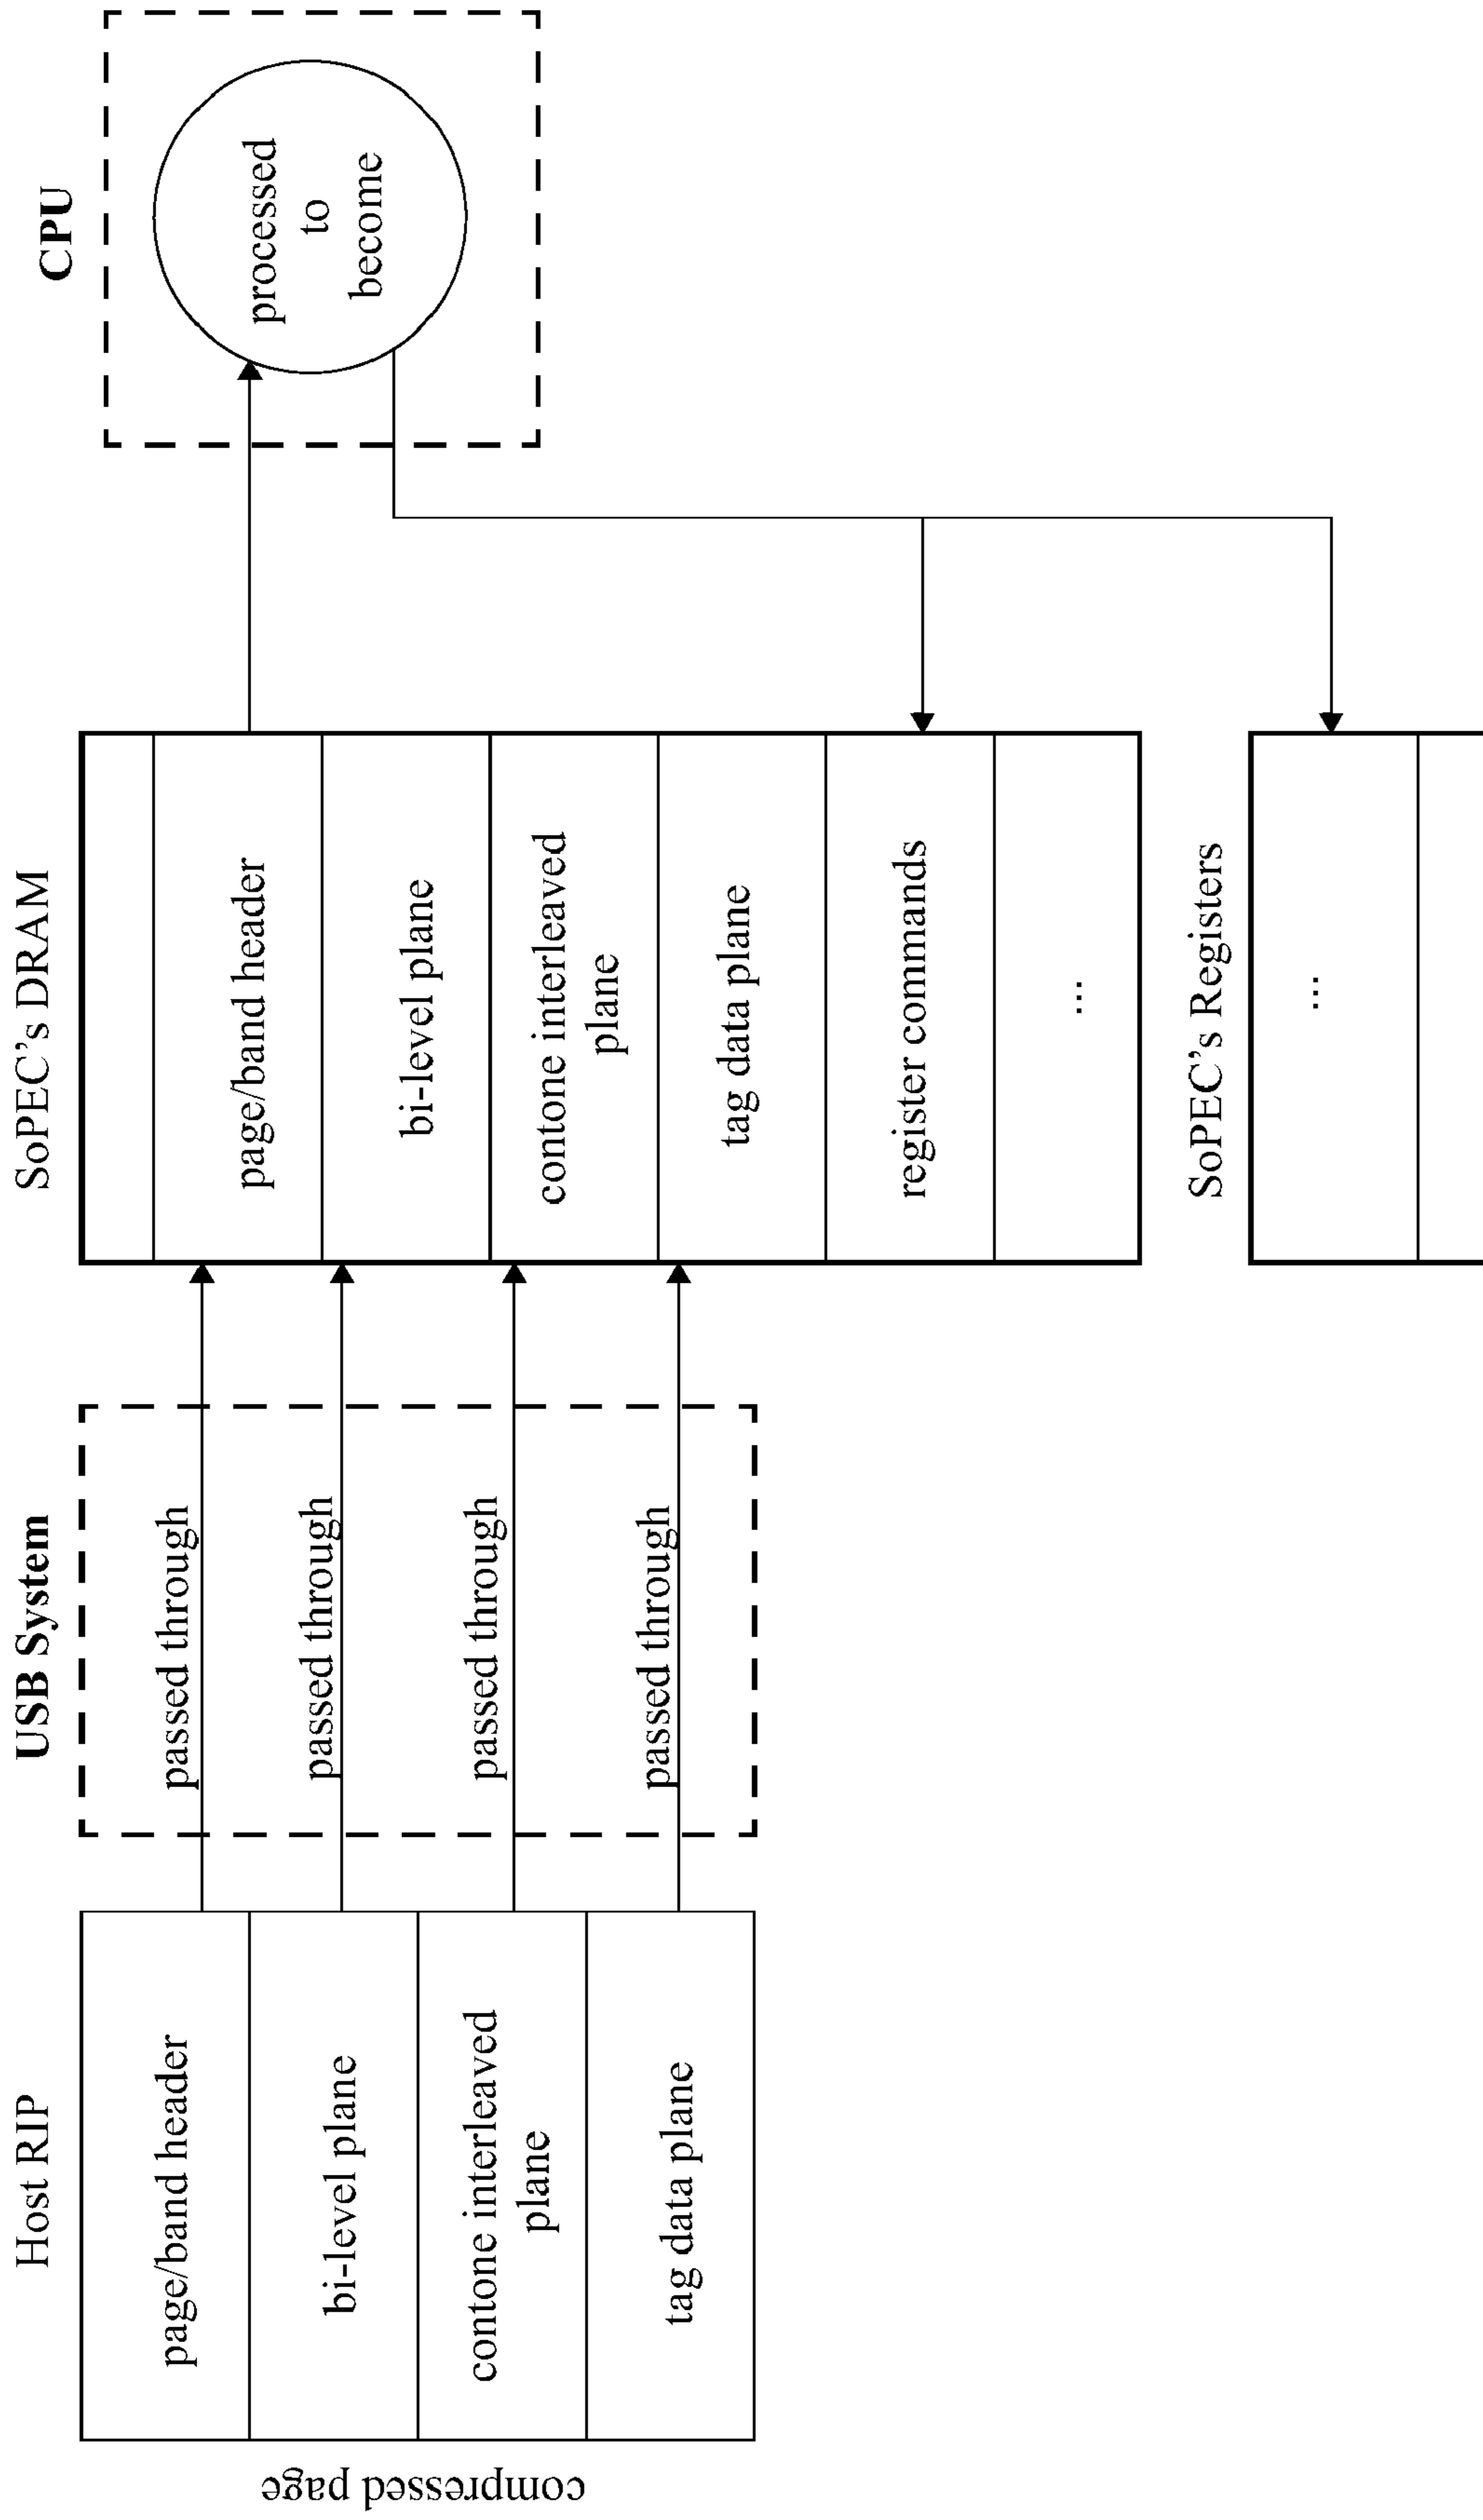 compressed page
Host RIP
page/band header
bi-level plane
contone interleaved
plane
tag data plane
USB System
passed through
passed through
passed through
passed through
SoPEC's DRAM
page/band header
bi-level plane
contone interleaved
plane
tag data plane
register commands
...
SoPEC's Registers
...
CPU
processed
to
become